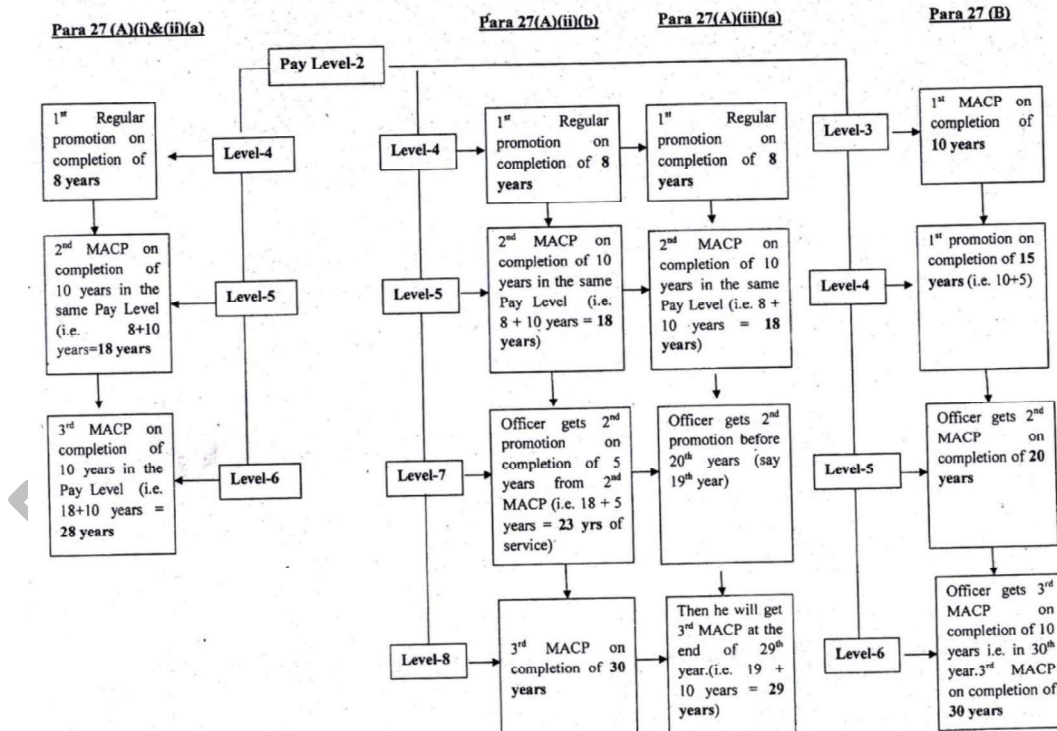 Para 27 (A)(i)&(ii)(a)
Para 27(A)(ii)(b)
Para 27(A)(iii)(a)
Para 27 (B)
Pay Level-2
1st Regular
promotion on
completion of
8 years
Level-4
2nd MACP on
completion of
10 years in the
same Pay Level
(i.e. 8+10
years=18 years
Level-5
3rd MACP on
completion of
10 years in the
Pay Level (i.e.
18+10 years =
28 years
Level-6
Level-4
1st Regular
promotion on
completion of 8
years
Level-5
2nd MACP on
completion of 10
years in the same
Pay Level (i.e.
8 + 10 years = 18
years)
Level-7
Officer gets 2nd
promotion on
completion of 5
years from 2nd
MACP (i.e. 18 + 5
years = 23 yrs of
service)
Level-8
3rd MACP on
completion of 30
years
1st Regular
promotion on
completion of 8
years
2nd MACP on
completion of 10
years in the same
Pay Level (i.e. 8 +
10 years = 18
years)
Officer gets 2nd
promotion before
20th years (say
19th year)
Then he will get
3rd MACP at the
end of 29th
year.(i.e. 19 +
10 years = 29
years)
Level-3
1st MACP on
completion of
10 years
Level-4
1st promotion on
completion of 15
years (i.e. 10+5)
Level-5
Officer gets 2nd
MACP on
completion of 20
years
Level-6
Officer gets 3rd
MACP on
completion of 10
years i.e. in 30th
year.3rd MACP
on completion of
30 years